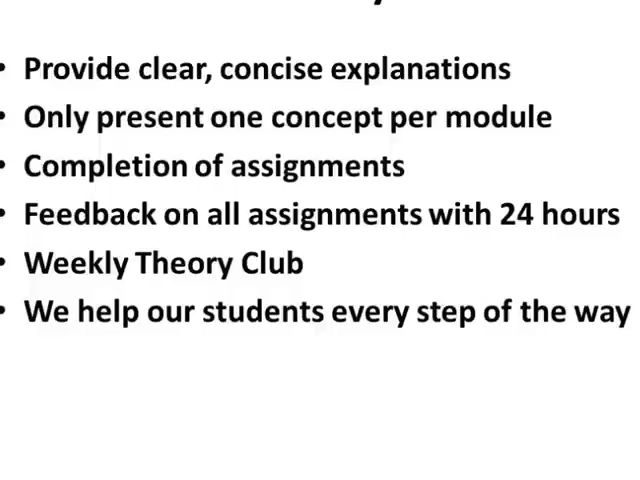 • Provide clear, concise explanations
• Only present one concept per module
• Completion of assignments
• Feedback on all assignments with 24 hours
• Weekly Theory Club
• We help our students every step of the way